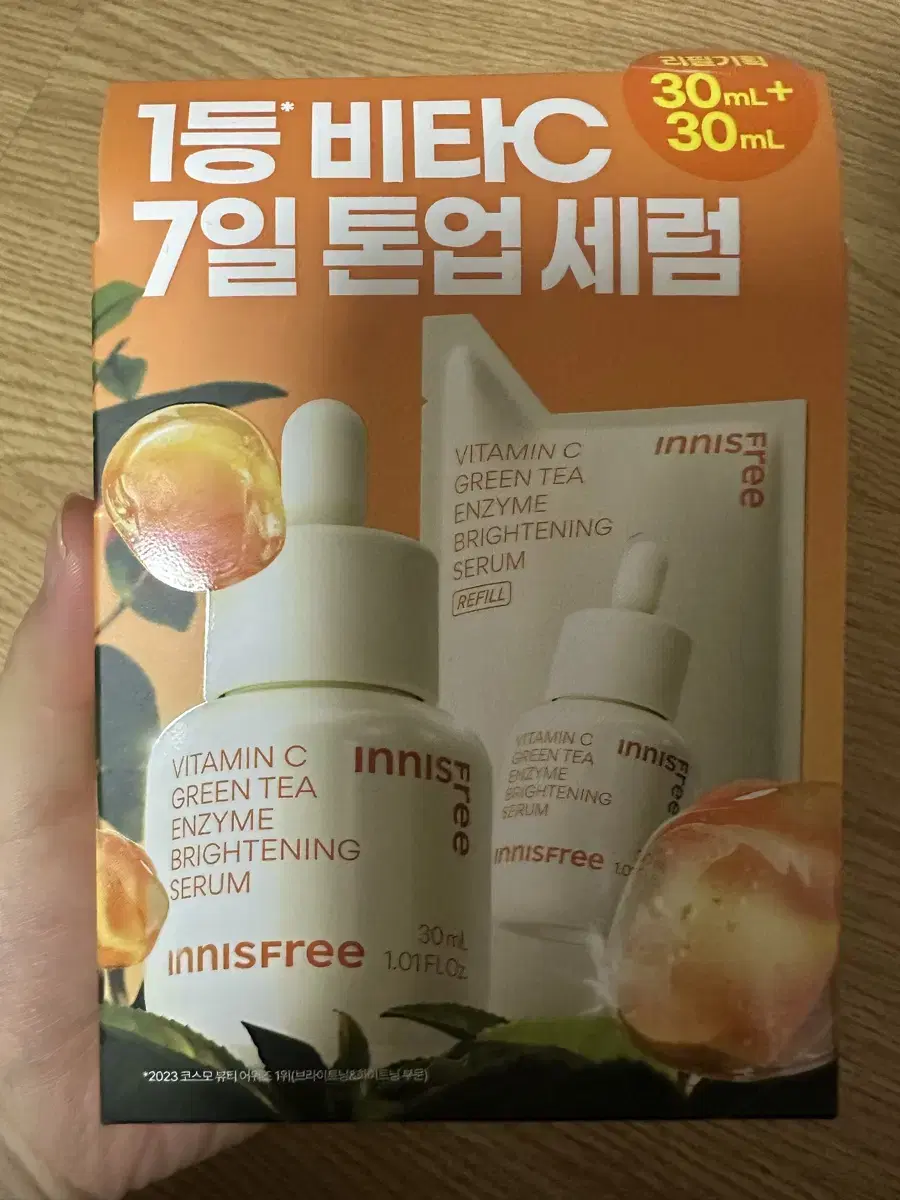 리필기획
30mL+
30mL
1등* 비타C
7일 톤업 세럼
VITAMIN C
GREEN TEA
ENZYME
BRIGHTENING
SERUM
REFILL
INNISFree
VITAMIN C
GREEN TEA
ENZYME
BRIGHTENING
SERUM
INNISFree
INNISFree
30mL
1.01FL.Oz.
VITAMIN C
GREEN TEA
ENZYME
BRIGHTENING
SERUM
INNISFree
INNISFree
*2023 코스모 뷰티 어워즈 1위(브라이트닝&화이트닝 부문)